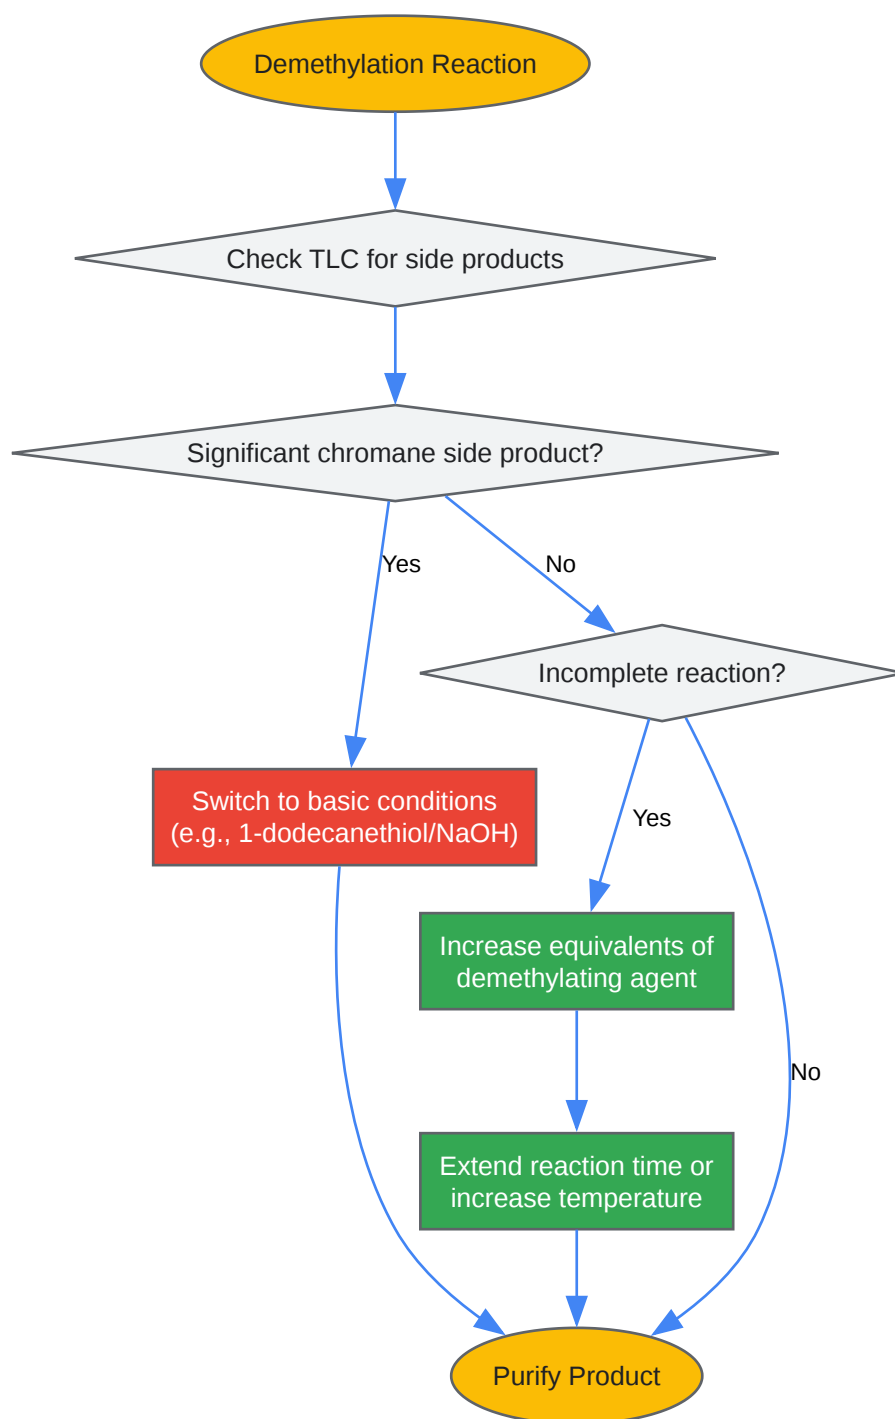 Demethylation Reaction
Check TLC for side products
Significant chromane side product?
Yes
No
Incomplete reaction?
Switch to basic conditions
(e.g., 1-dodecanethiol/NaOH)
Yes
Increase equivalents of
demethylating agent
No
Extend reaction time or
increase temperature
Purify Product